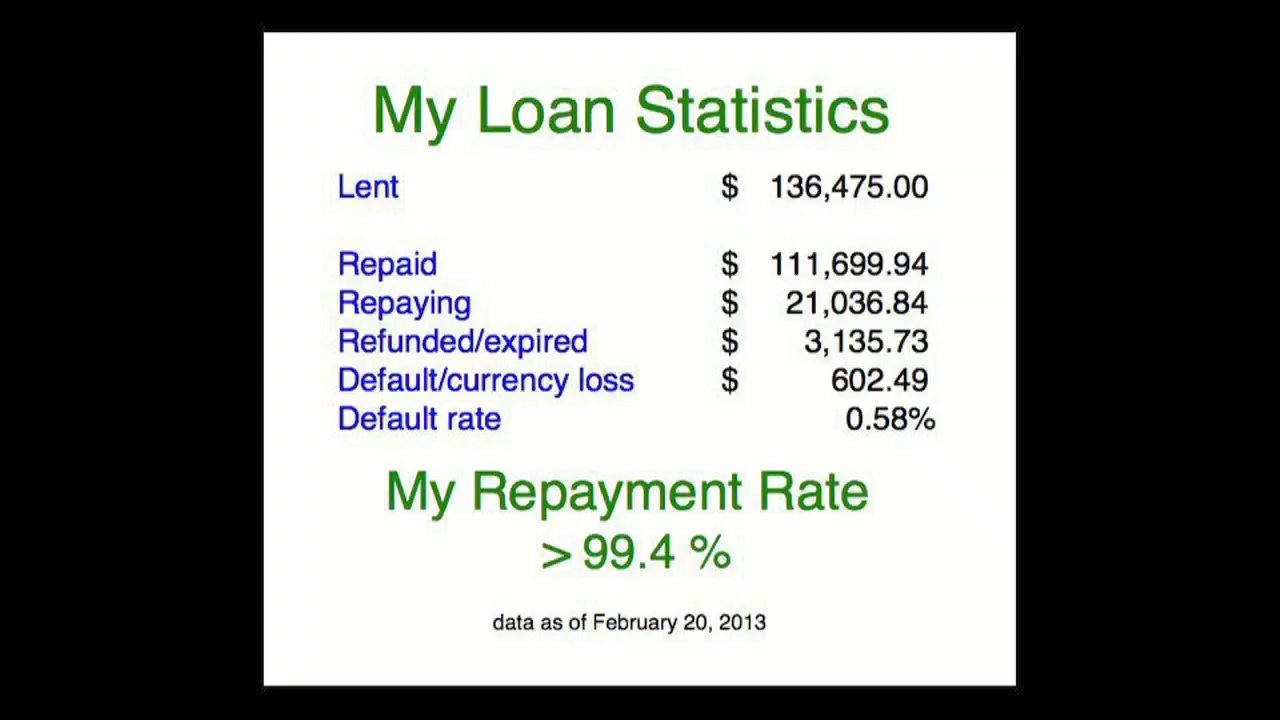 My Loan Statistics
Lent $ 136,475.00
Repaid $ 111,699.94
Repaying $ 21,036.84
Refunded/expired $ 3,135.73
Default/currency loss $ 602.49
Default rate 0.58%
My Repayment Rate
> 99.4 %
data as of February 20, 2013